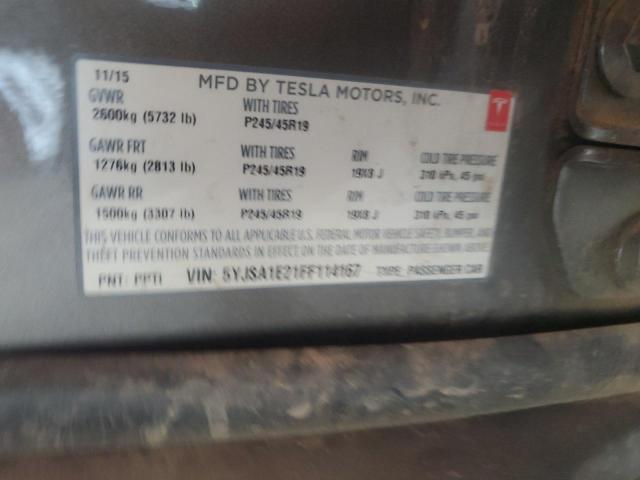 11/15 MFD BY TESLA MOTORS, INC.
GVWR WITH TIRES
2600kg (5732 lb) P245/45R19
GAWR FRT WITH TIRES RIM COLD TIRE PRESSURE
1276kg (2813 lb) P245/45R19 19X8 J 310 kPa, 45 psi
GAWR RR WITH TIRES RIM COLD TIRE PRESSURE
1500kg (3307 lb) P245/45R19 19X8 J 310 kPa, 45 psi
THIS VEHICLE CONFORMS TO ALL APPLICABLE U.S. FEDERAL MOTOR VEHICLE SAFETY, BUMPER, AND
THEFT PREVENTION STANDARDS IN EFFECT ON THE DATE OF MANUFACTURE SHOWN ABOVE.
PNT: PPTI VIN: 5YJSA1E21FF114167 TYPE: PASSENGER CAR
TESLA